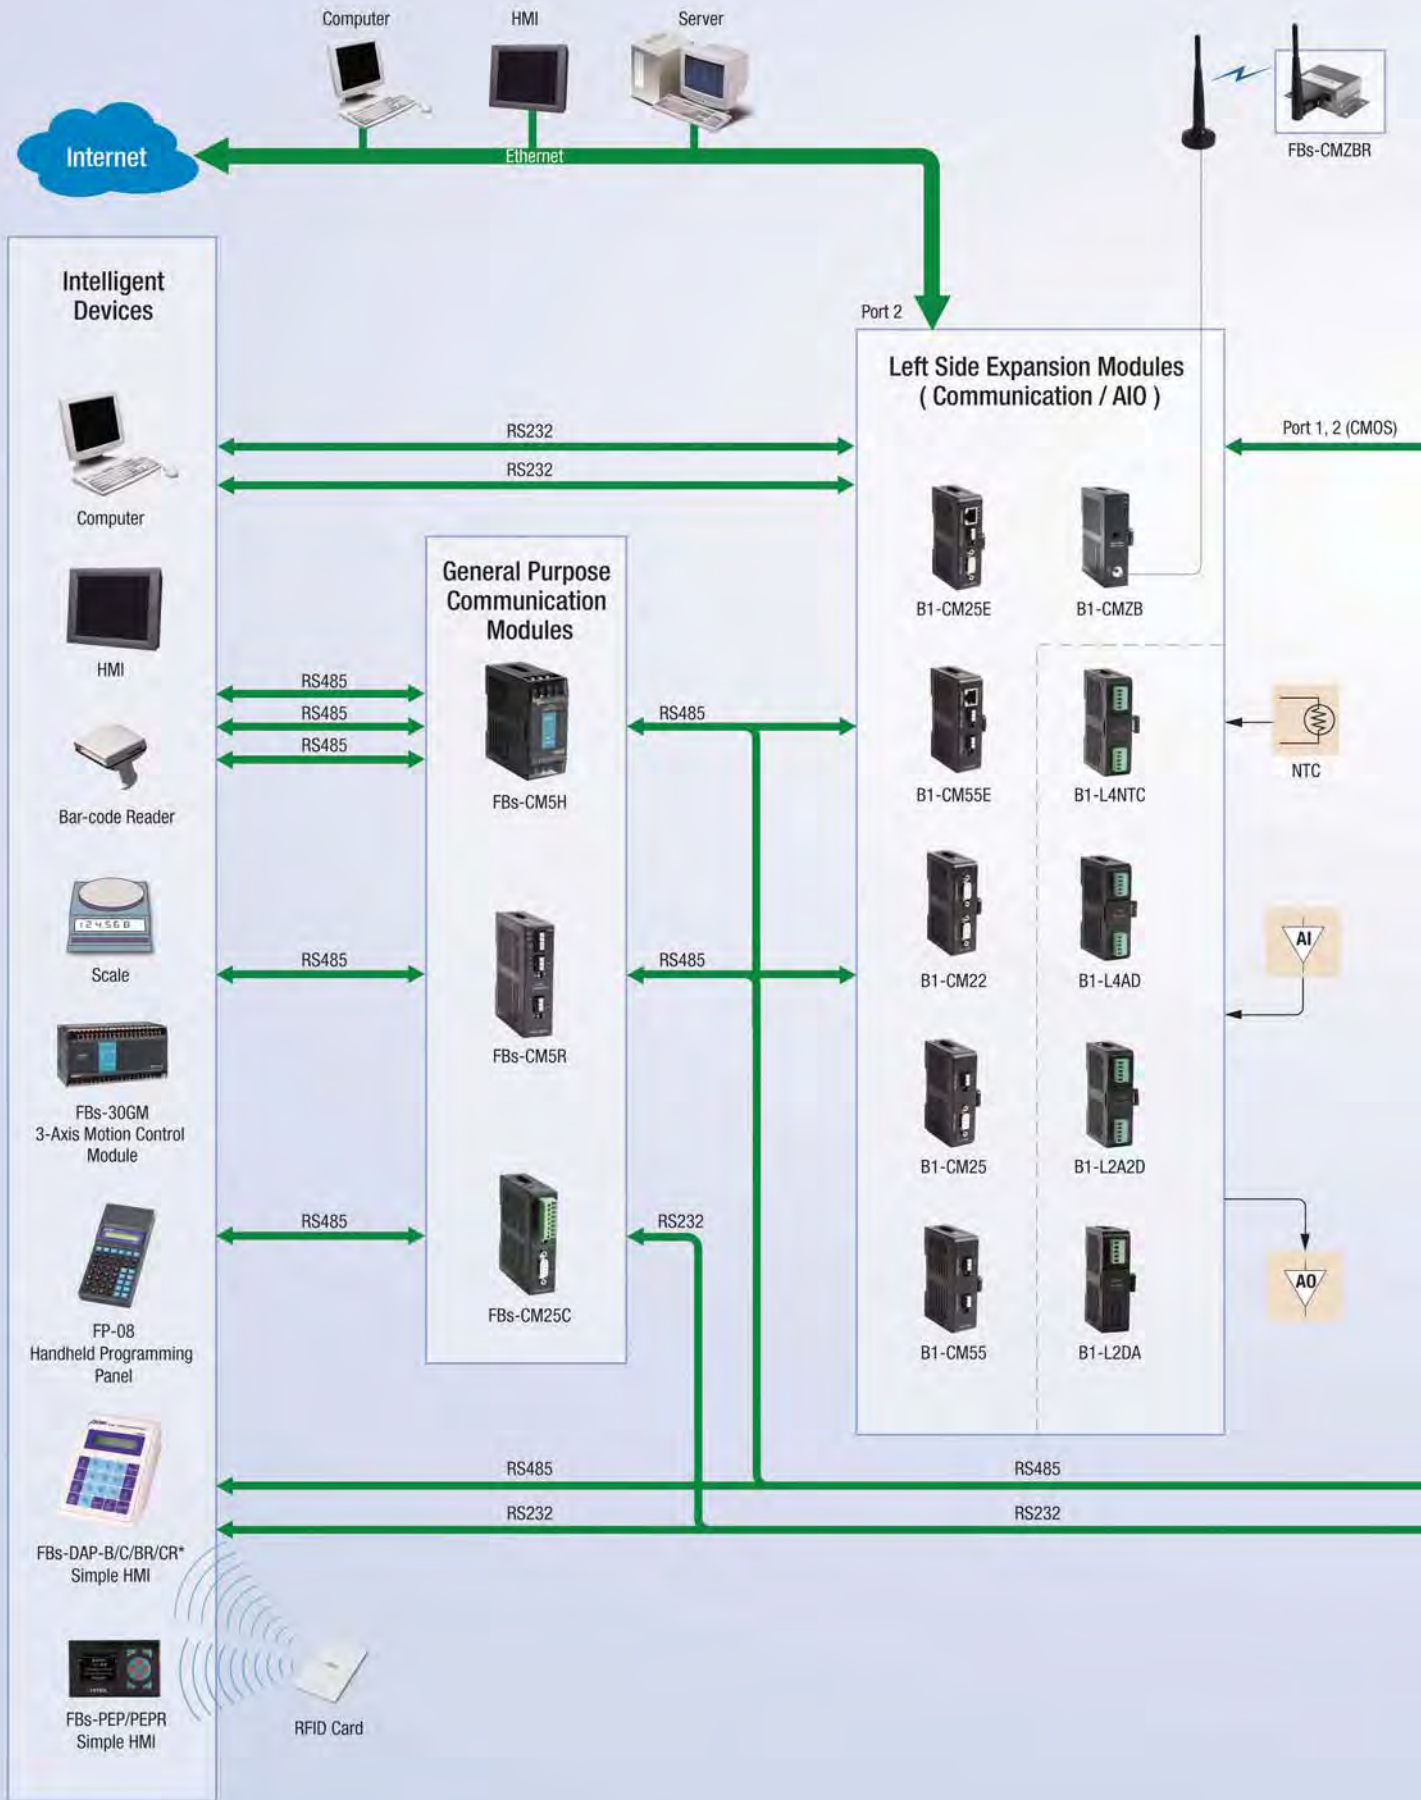 Computer
HMI
Server
Internet
Ethernet
FBs-CMZBR
Intelligent
Devices
Computer
HMI
Bar-code Reader
124.568
Scale
FBs-30GM
3-Axis Motion Control
Module
FP-08
Handheld Programming
Panel
FBs-DAP-B/C/BR/CR*
Simple HMI
FBs-PEP/PEPR
Simple HMI
RFID Card
RS232
RS232
RS485
RS485
RS485
RS485
RS485
General Purpose
Communication
Modules
FBs-CM5H
FBs-CM5R
FBs-CM25C
RS485
RS485
RS232
RS485
RS232
RS485
RS232
Port 2
Left Side Expansion Modules
( Communication / AIO )
B1-CM25E
B1-CMZB
B1-CM55E
B1-L4NTC
B1-CM22
B1-L4AD
B1-CM25
B1-L2A2D
B1-CM55
B1-L2DA
Port 1, 2 (CMOS)
NTC
AI
AO